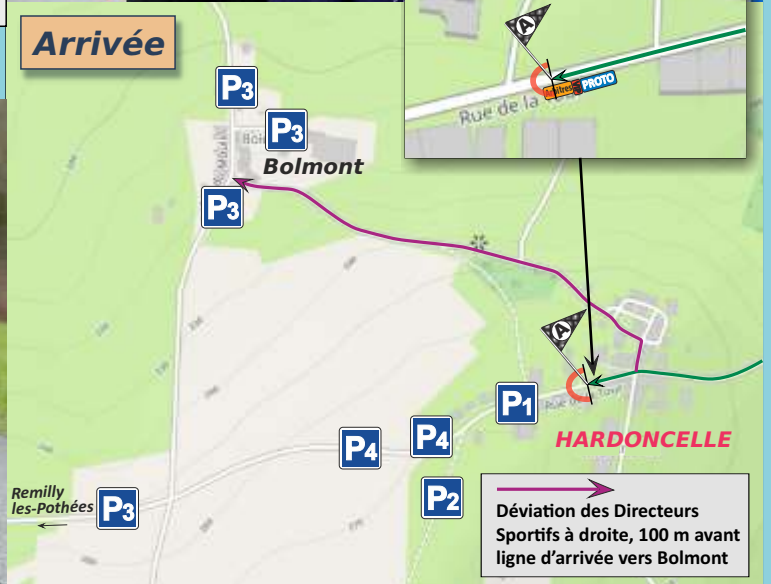 Arrivée
A
PROTO
Rue de la
P3
P3
Bolmont
P3
A
P1
HARDONCELLE
P4
P4
P2
Remilly
les-Pothées
P3
Déviation des Directeurs
Sportifs à droite, 100 m avant
ligne d'arrivée vers Bolmont